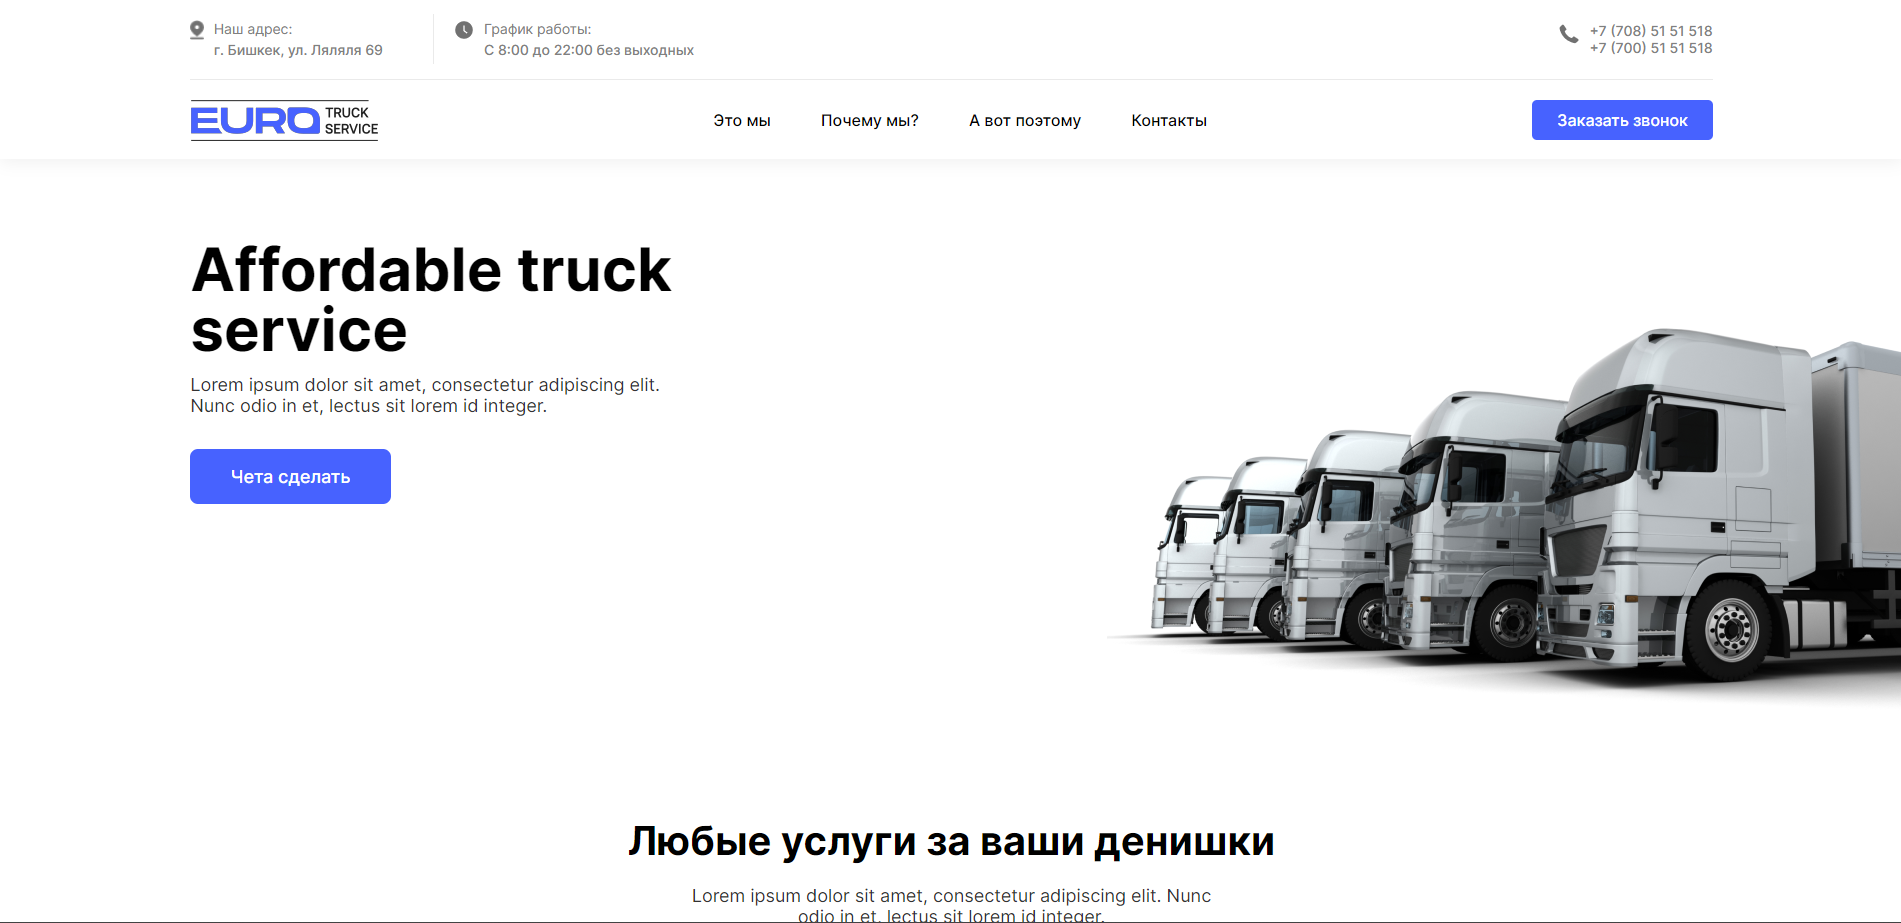 Наш адрес:
г. Бишкек, ул. Ляляля 69
График работы:
С 8:00 до 22:00 без выходных
+7 (708) 51 51 518
+7 (700) 51 51 518
EURO TRUCK SERVICE
Это мы
Почему мы?
А вот поэтому
Контакты
Заказать звонок
Affordable truck
service
Lorem ipsum dolor sit amet, consectetur adipiscing elit.
Nunc odio in et, lectus sit lorem id integer.
Чета сделать
Любые услуги за ваши денишки
Lorem ipsum dolor sit amet, consectetur adipiscing elit. Nunc
odio in et, lectus sit lorem id integer.